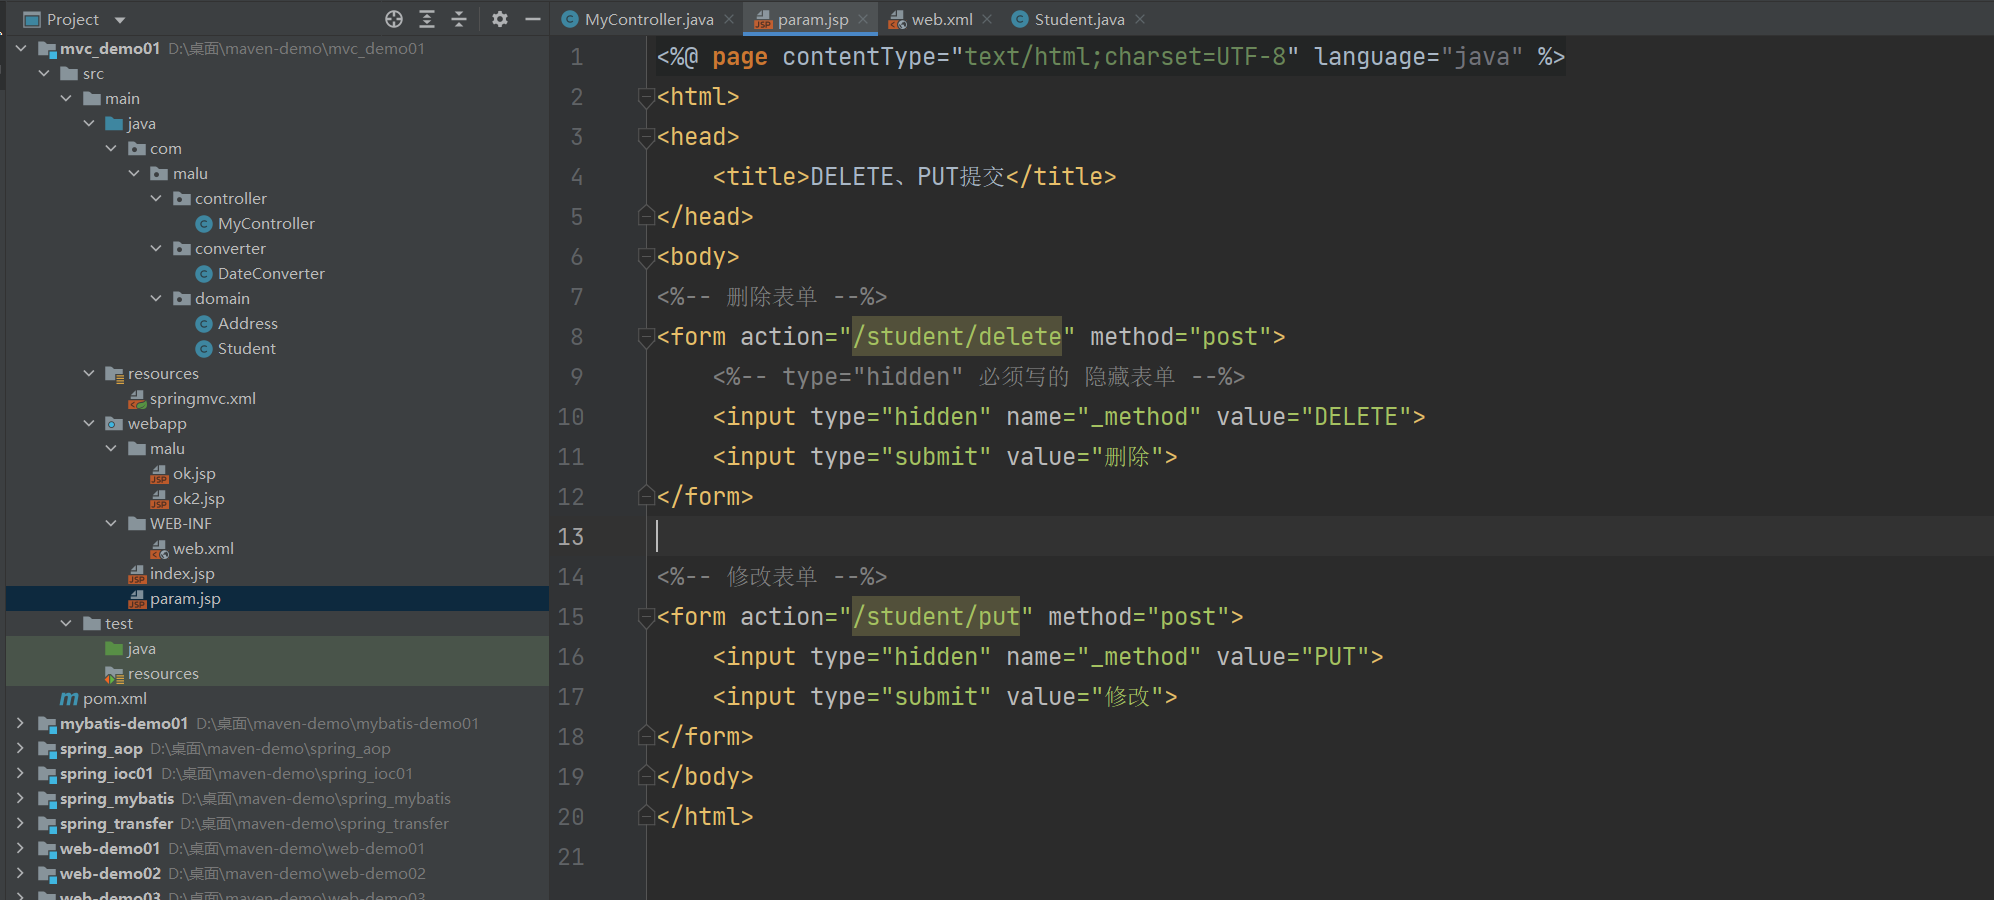 Project
mvc_demo01 D:\桌面\maven-demo\mvc_demo01
src
main
java
com
malu
controller
MyController
converter
DateConverter
domain
Address
Student
resources
springmvc.xml
webapp
malu
ok.jsp
ok2.jsp
WEB-INF
web.xml
index.jsp
param.jsp
test
java
resources
pom.xml
mybatis-demo01 D:\桌面\maven-demo\mybatis-demo01
spring_aop D:\桌面\maven-demo\spring_aop
spring_ioc01 D:\桌面\maven-demo\spring_ioc01
spring_mybatis D:\桌面\maven-demo\spring_mybatis
spring_transfer D:\桌面\maven-demo\spring_transfer
web-demo01 D:\桌面\maven-demo\web-demo01
web-demo02 D:\桌面\maven-demo\web-demo02
web-demo03 D:\桌面\maven-demo\web-demo03
MyController.java param.jsp web.xml Student.java
1 <%@ page contentType="text/html;charset=UTF-8" language="java" %>
2 <html>
3 <head>
4 <title>DELETE、PUT提交</title>
5 </head>
6 <body>
7 <%-- 删除表单 --%>
8 <form action="/student/delete" method="post">
9 <%-- type="hidden" 必须写的 隐藏表单 --%>
10 <input type="hidden" name="_method" value="DELETE">
11 <input type="submit" value="删除">
12 </form>
13
14 <%-- 修改表单 --%>
15 <form action="/student/put" method="post">
16 <input type="hidden" name="_method" value="PUT">
17 <input type="submit" value="修改">
18 </form>
19 </body>
20 </html>
21